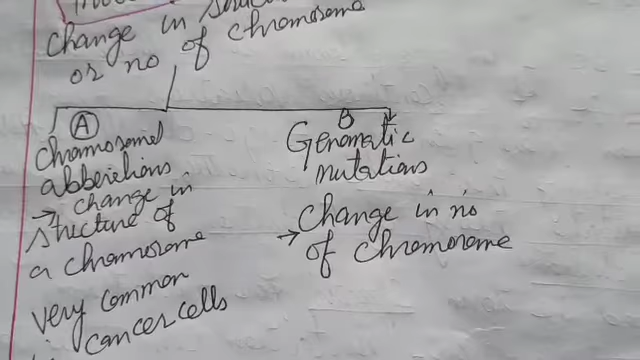 change in
or no of chromosome
A
chromosomal
abberetions
→ change in
structure of
a chromosome
very common
cancer cells
B
Genomatic
mutations
→ change in no
of chromosome